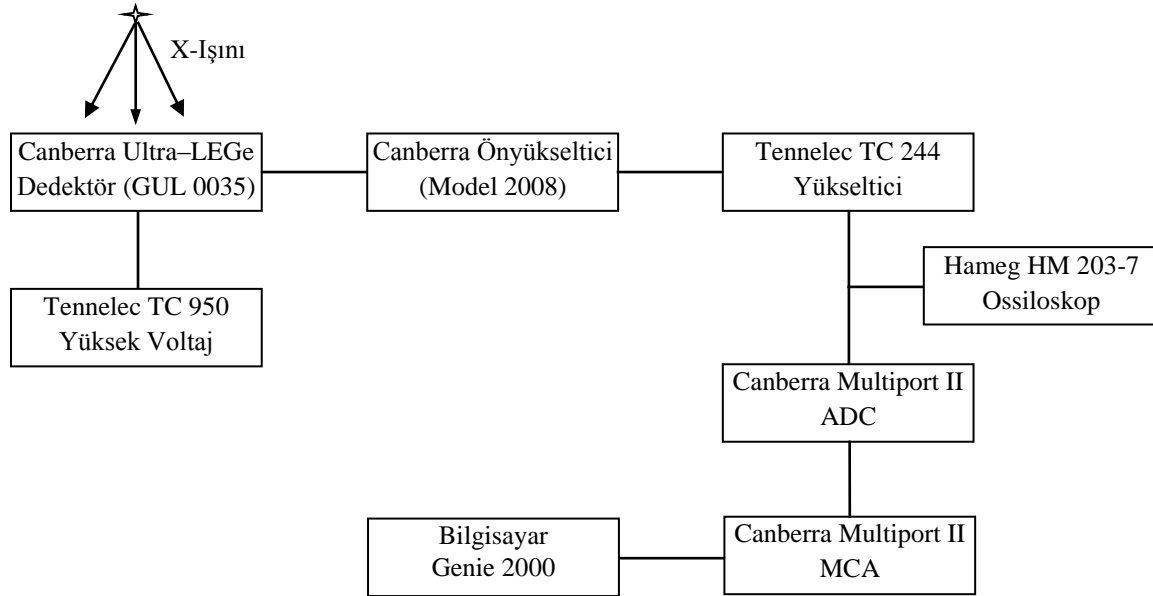 X-Işını
Canberra Ultra–LEGe
Dedektör (GUL 0035)
Canberra Önyükseltici
(Model 2008)
Tennelec TC 244
Yükseltici
Hameg HM 203-7
Ossiloskop
Tennelec TC 950
Yüksek Voltaj
Canberra Multiport II
ADC
Bilgisayar
Genie 2000
Canberra Multiport II
MCA